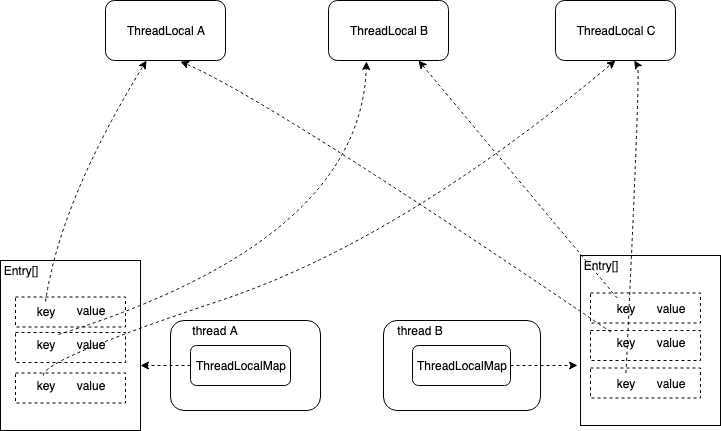 ThreadLocal A
ThreadLocal B
ThreadLocal C
Entry[]
key value
key value
key value
thread A
ThreadLocalMap
thread B
ThreadLocalMap
Entry[]
key value
key value
key value